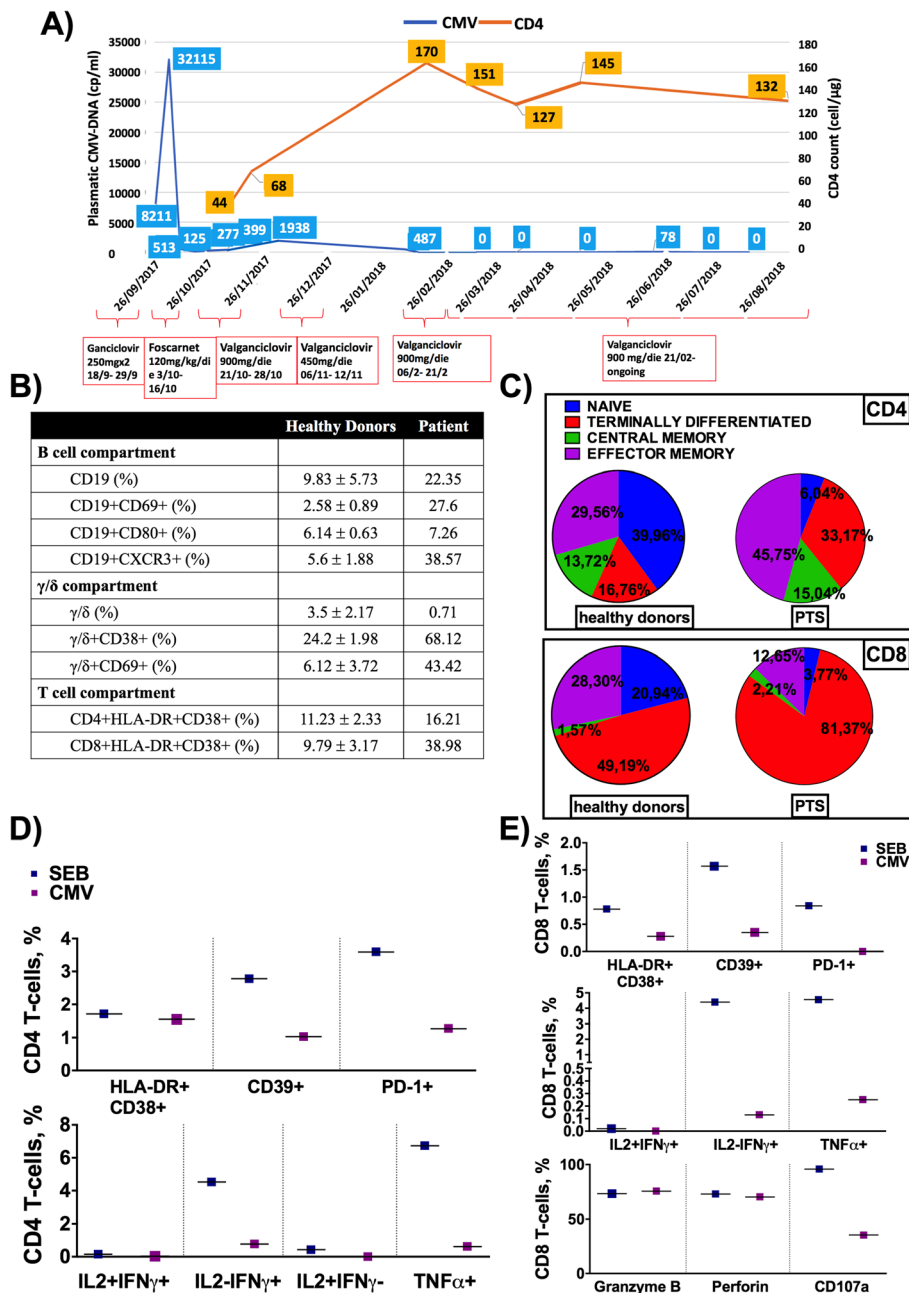 A)
CMV CD4
Plasmatic CMV-DNA (cp/ml)
35000
30000
25000
20000
15000
10000
5000
0
CD4 count (cell/µg)
180
160
140
120
100
80
60
40
20
0
8211
32115
513
125
277
399
1938
487
0
0
0
78
0
0
44
68
170
151
127
145
132
26/09/2017
26/10/2017
26/11/2017
26/12/2017
26/01/2018
26/02/2018
26/03/2018
26/04/2018
26/05/2018
26/06/2018
26/07/2018
26/08/2018
Ganciclovir
250mgx2
18/9- 29/9
Foscarnet
120mg/kg/di
e 3/10-
16/10
Valganciclovir
900mg/die
21/10- 28/10
Valganciclovir
450mg/die
06/11- 12/11
Valganciclovir
900mg/die
06/2- 21/2
Valganciclovir
900 mg/die 21/02-
ongoing
B)
Healthy Donors Patient
B cell compartment
CD19 (%) 9.83 ± 5.73 22.35
CD19+CD69+ (%) 2.58 ± 0.89 27.6
CD19+CD80+ (%) 6.14 ± 0.63 7.26
CD19+CXCR3+ (%) 5.6 ± 1.88 38.57
γ/δ compartment
γ/δ (%) 3.5 ± 2.17 0.71
γ/δ+CD38+ (%) 24.2 ± 1.98 68.12
γ/δ+CD69+ (%) 6.12 ± 3.72 43.42
T cell compartment
CD4+HLA-DR+CD38+ (%) 11.23 ± 2.33 16.21
CD8+HLA-DR+CD38+ (%) 9.79 ± 3.17 38.98
C)
NAIVE
TERMINALLY DIFFERENTIATED
CENTRAL MEMORY
EFFECTOR MEMORY
CD4
29,56%
39,96%
13,72%
16,76%
healthy donors
6,04%
33,17%
45,75%
15,04%
PTS
CD8
28,30%
20,94%
1,57%
49,19%
healthy donors
12,65%
3,77%
2,21%
81,37%
PTS
D)
SEB
CMV
CD4 T-cells, %
4
3
2
1
0
HLA-DR+ CD39+ PD-1+
CD38+
CD4 T-cells, %
6
4
2
0
IL2+IFNγ+ IL2-IFNγ+ IL2+IFNγ- TNFα+
E)
SEB
CMV
CD8 T-cells, %
2.0
1.5
1.0
0.5
0.0
HLA-DR+ CD39+ PD-1+
CD38+
CD8 T-cells, %
5
4
3
2
1
0.5
0.4
0.3
0.2
0.1
0.0
IL2+IFNγ+ IL2-IFNγ+ TNFα+
CD8 T-cells, %
100
50
0
Granzyme B Perforin CD107a